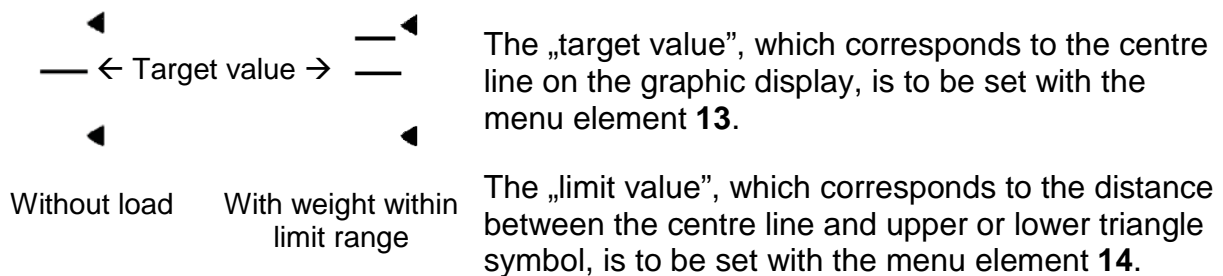 ← Target value →
Without load
With weight within
limit range
The „target value”, which corresponds to the centre
line on the graphic display, is to be set with the
menu element 13.
The „limit value”, which corresponds to the distance
between the centre line and upper or lower triangle
symbol, is to be set with the menu element 14.